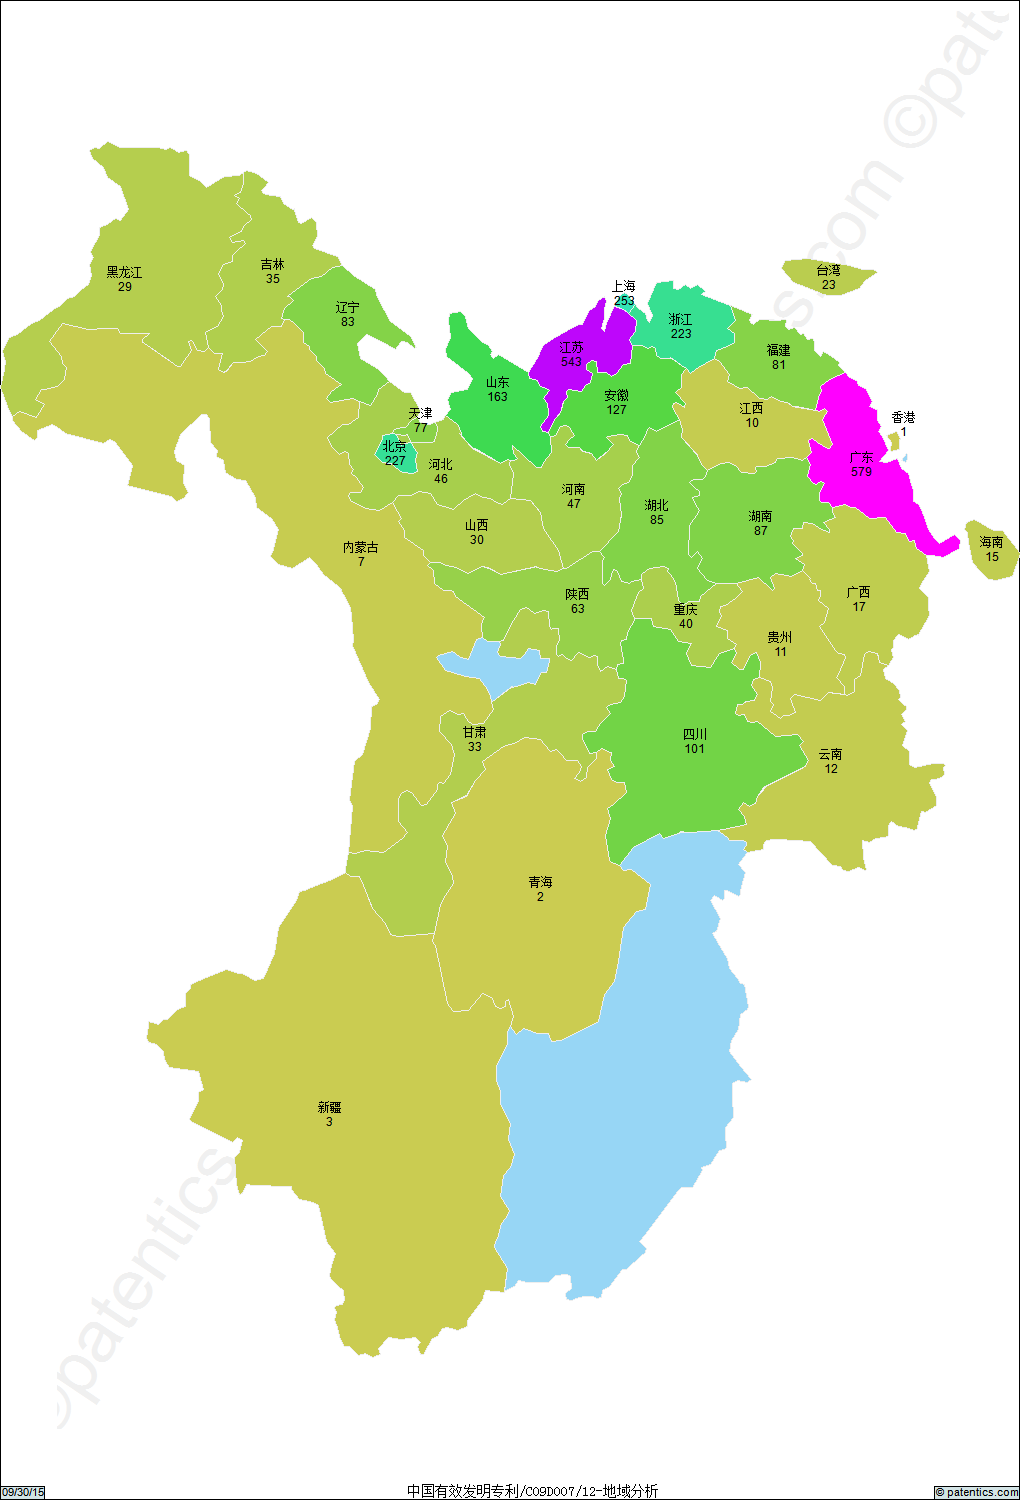 ©patentics.com ©patentics.com
黑龙江
29
吉林
35
辽宁
83
台湾
23
上海
253
浙江
223
江苏
543
福建
81
山东
163
安徽
127
江西
10
天津
77
香港
1
北京
227
河北
46
广东
579
河南
47
湖北
85
湖南
87
山西
30
内蒙古
7
海南
15
陕西
63
重庆
40
广西
17
贵州
11
甘肃
33
四川
101
云南
12
青海
2
新疆
3
09/30/15
中国有效发明专利/C09D007/12-地域分析
© patentics.com